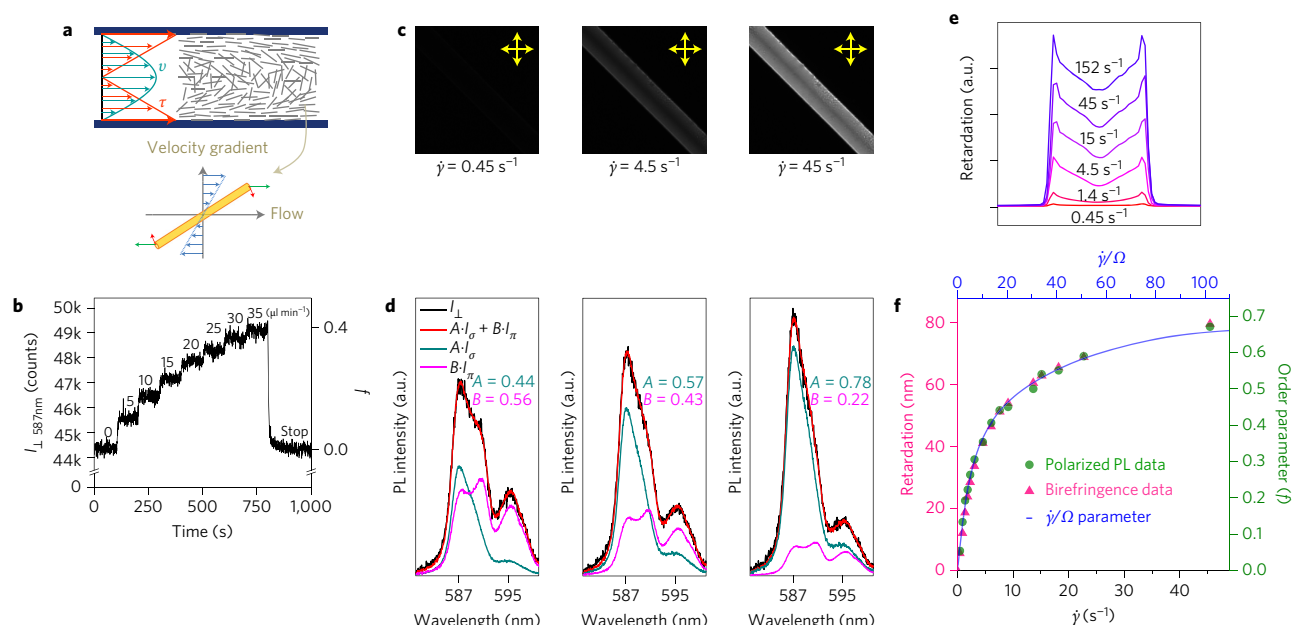 a
υ
τ
Velocity gradient
Flow
b
I⊥ 587nm (counts)
50k
49k
48k
47k
46k
45k
44k
0
0
5
10
15
20
25
30
35 (µl min⁻¹)
Stop
0.4
0.0
f
0 250 500 750 1,000
Time (s)
c
γ̇ = 0.45 s⁻¹
γ̇ = 4.5 s⁻¹
γ̇ = 45 s⁻¹
d
I⊥
A·Iσ + B·Iπ
A·Iσ
B·Iπ
PL intensity (a.u.)
A = 0.44
B = 0.56
587 595
Wavelength (nm)
PL intensity (a.u.)
A = 0.57
B = 0.43
587 595
Wavelength (nm)
PL intensity (a.u.)
A = 0.78
B = 0.22
587 595
Wavelength (nm)
e
Retardation (a.u.)
152 s⁻¹
45 s⁻¹
15 s⁻¹
4.5 s⁻¹
1.4 s⁻¹
0.45 s⁻¹
f
γ̇/Ω
0 20 40 60 80 100
Retardation (nm)
80
60
40
20
0
Order parameter (f)
0.7
0.6
0.5
0.4
0.3
0.2
0.1
0.0
Polarized PL data
Birefringence data
– γ̇/Ω parameter
0 10 20 30 40
γ̇ (s⁻¹)